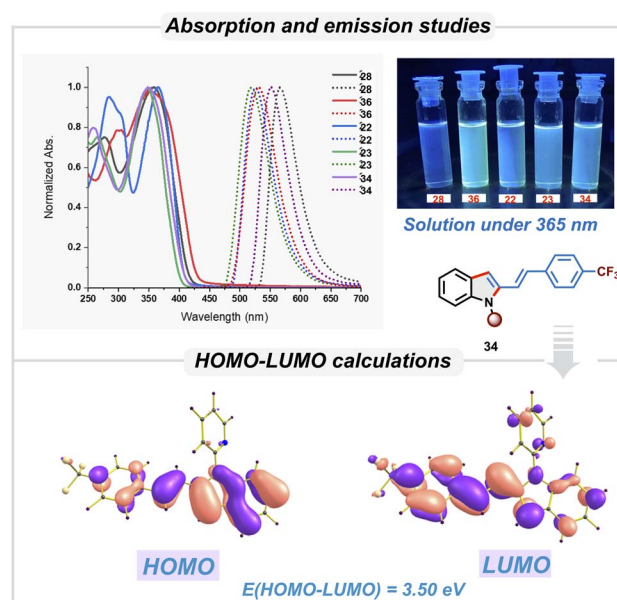 Absorption and emission studies
Normalized Abs.
1.0
0.8
0.6
0.4
0.2
0.0
250 300 350 400 450 500 550 600 650 700
Wavelength (nm)
28
28
36
36
22
22
23
23
34
34
28 36 22 23 34
Solution under 365 nm
N
CF3
34
HOMO-LUMO calculations
HOMO
LUMO
E(HOMO-LUMO) = 3.50 eV